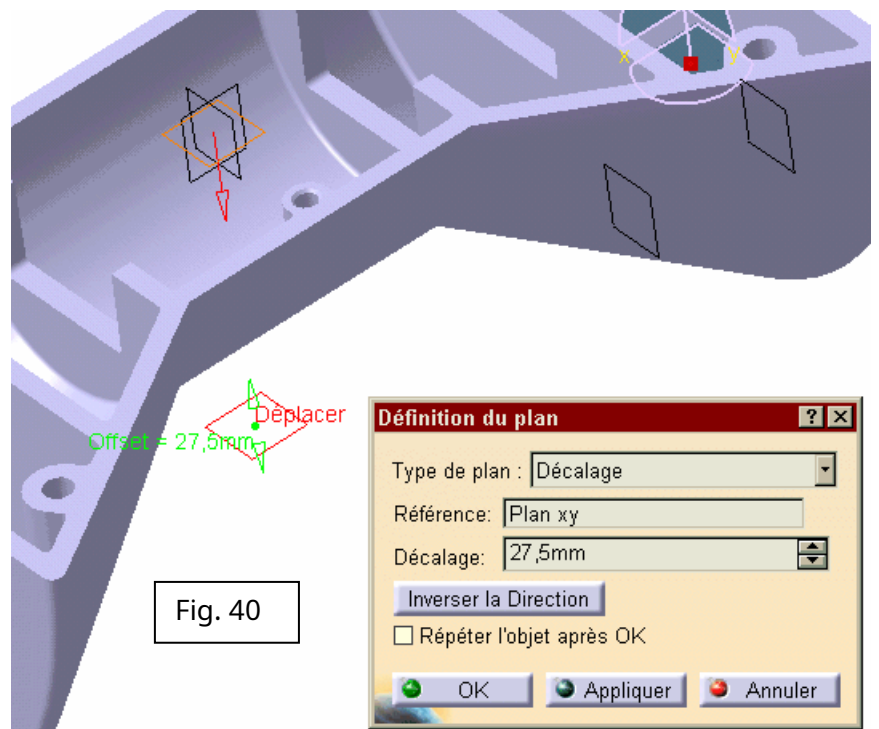 x y
Déplacer
Offset = 27,5mm
Fig. 40
Définition du plan ? ×
Type de plan : Décalage
Référence: Plan xy
Décalage: 27,5mm
Inverser la Direction
Répéter l'objet après OK
OK Appliquer Annuler